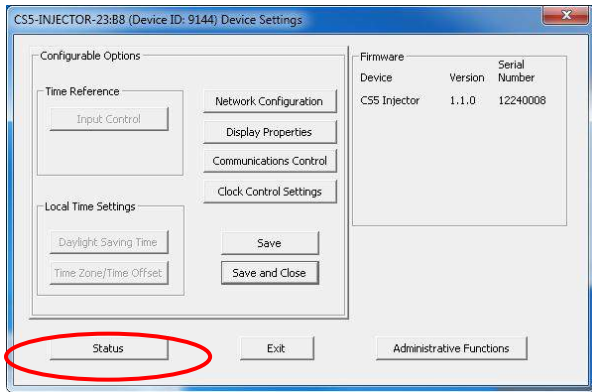 CS5-INJECTOR-23:B8 (Device ID: 9144) Device Settings
Configurable Options
Time Reference
Input Control
Network Configuration
Display Properties
Communications Control
Clock Control Settings
Local Time Settings
Daylight Saving Time
Time Zone/Time Offset
Save
Save and Close
Firmware
Device Version Serial Number
CS5 Injector 1.1.0 12240008
Status
Exit
Administrative Functions